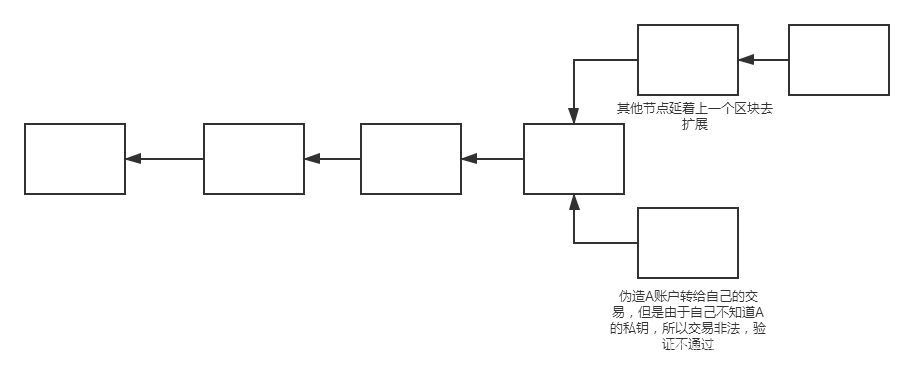 其他节点延着上一个区块去
扩展
伪造A账户转给自己的交
易，但是由于自己不知道A
的私钥，所以交易非法，验
证不通过